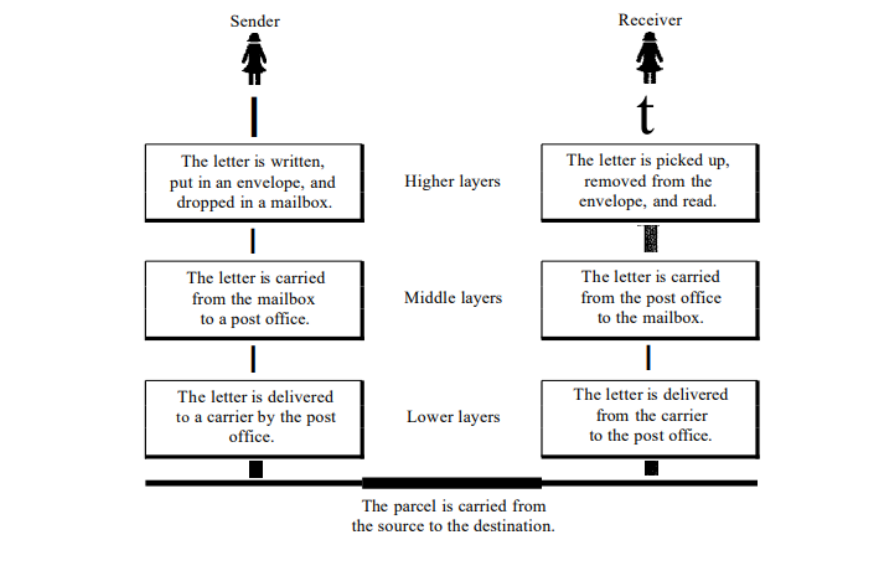 Sender
Receiver
t
The letter is written,
put in an envelope, and
dropped in a mailbox.
Higher layers
The letter is picked up,
removed from the
envelope, and read.
The letter is carried
from the mailbox
to a post office.
Middle layers
The letter is carried
from the post office
to the mailbox.
The letter is delivered
to a carrier by the post
office.
Lower layers
The letter is delivered
from the carrier
to the post office.
The parcel is carried from
the source to the destination.